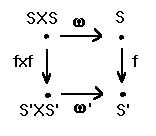 SXS ω S
fxf f
S'XS' ω' S'